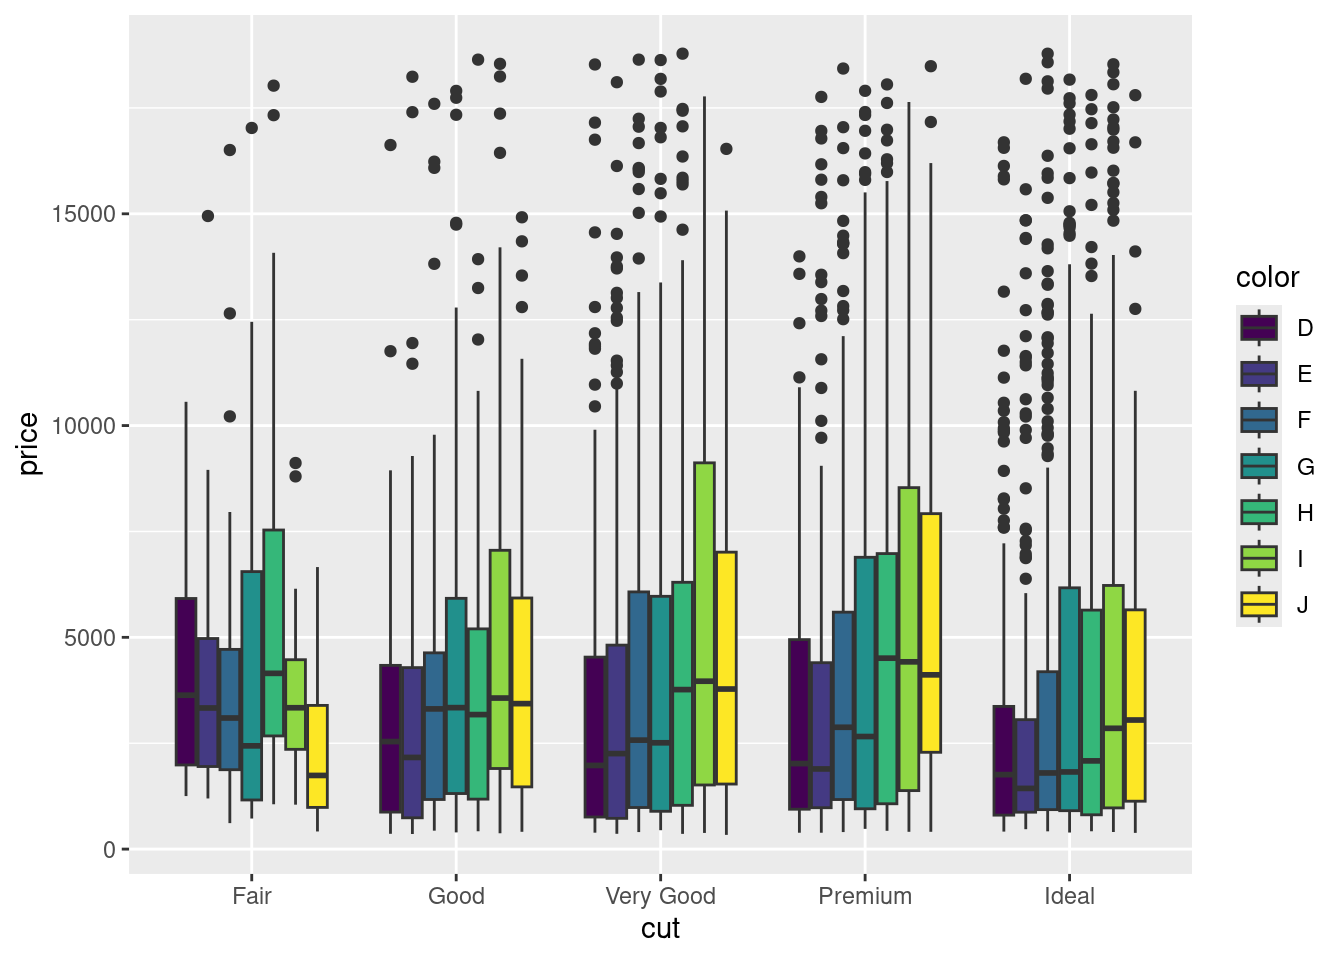 15000
10000
5000
0
price
Fair
Good
Very Good
Premium
Ideal
cut
color
D
E
F
G
H
I
J